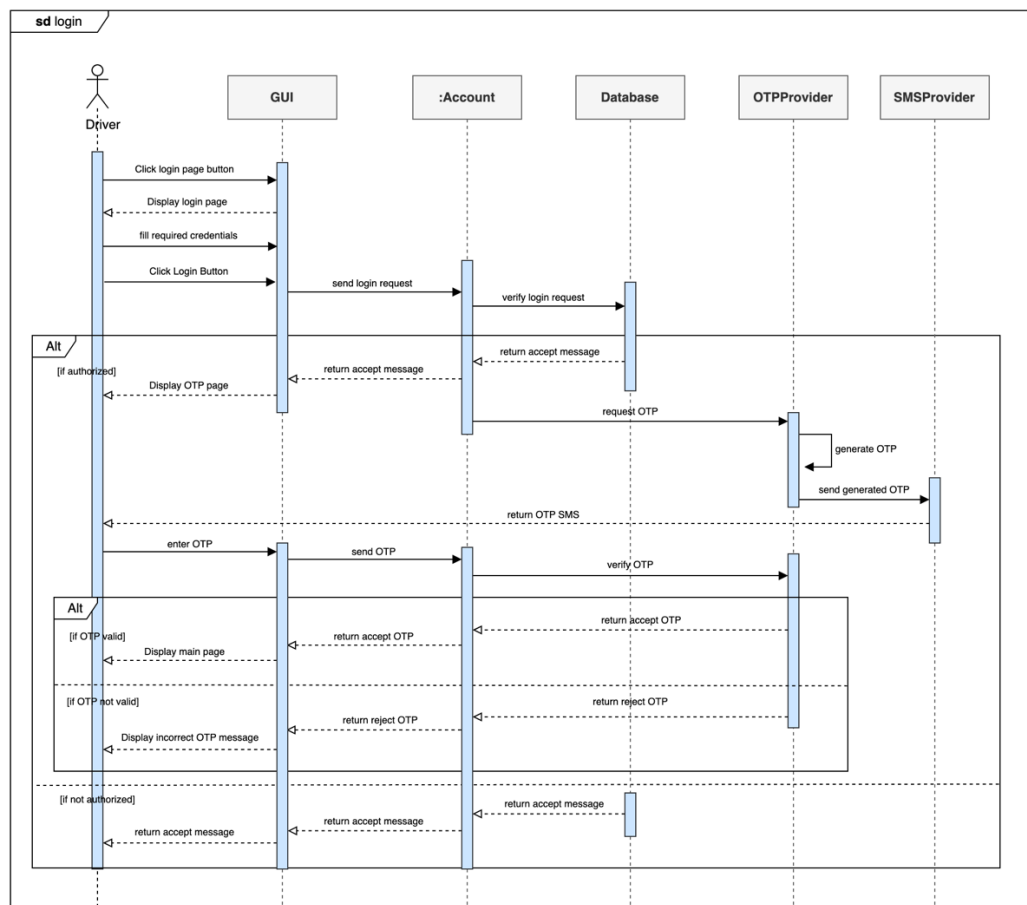 sd login
Driver
GUI
:Account
Database
OTPProvider
SMSProvider
Click login page button
Display login page
fill required credentials
Click Login Button
send login request
verify login request
Alt
[if authorized]
return accept message
return accept message
Display OTP page
request OTP
generate OTP
send generated OTP
return OTP SMS
enter OTP
send OTP
verify OTP
Alt
[if OTP valid]
return accept OTP
return accept OTP
Display main page
[if OTP not valid]
return reject OTP
return reject OTP
Display incorrect OTP message
[if not authorized]
return accept message
return accept message
return accept message